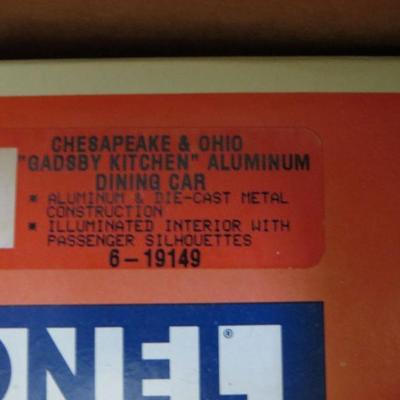 CHESAPEAKE & OHIO
"GADSBY KITCHEN" ALUMINUM
DINING CAR
* ALUMINUM & DIE-CAST METAL
CONSTRUCTION
* ILLUMINATED INTERIOR WITH
PASSENGER SILHOUETTES
6-19149
ONEL®